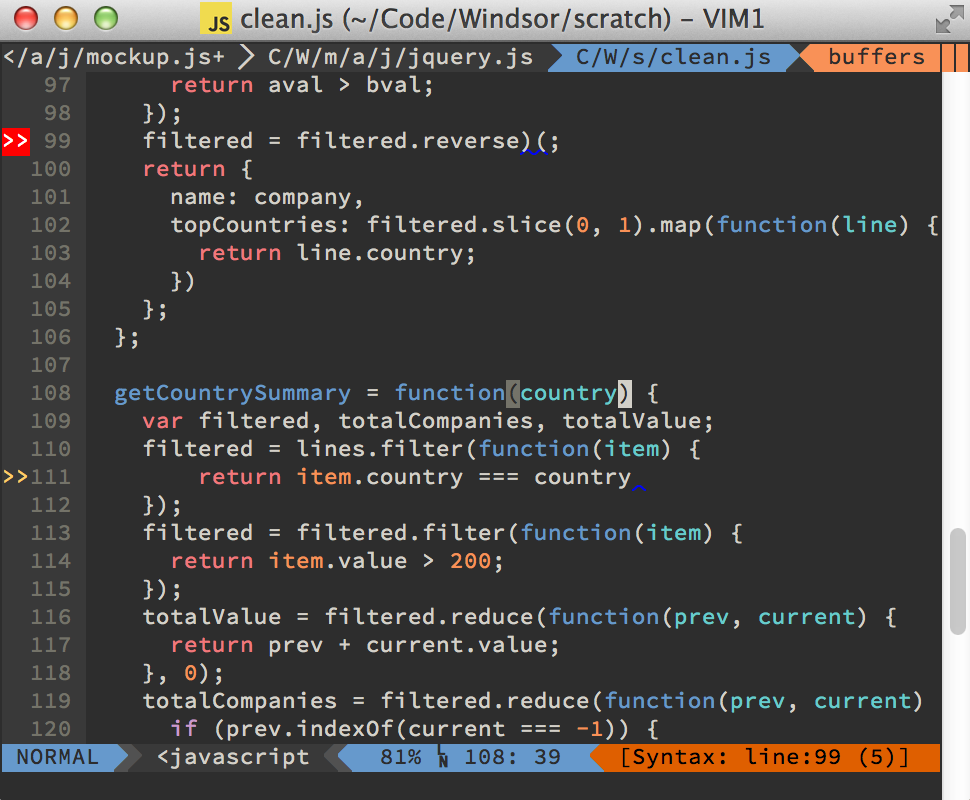 JS clean.js (~/Code/Windsor/scratch) – VIM1
</a/j/mockup.js+ C/W/m/a/j/jquery.js C/W/s/clean.js buffers
97 return aval > bval;
98 });
>> 99 filtered = filtered.reverse)(;
100 return {
101 name: company,
102 topCountries: filtered.slice(0, 1).map(function(line) {
103 return line.country;
104 })
105 };
106 };
107
108 getCountrySummary = function(country) {
109 var filtered, totalCompanies, totalValue;
110 filtered = lines.filter(function(item) {
>>111 return item.country === country
112 });
113 filtered = filtered.filter(function(item) {
114 return item.value > 200;
115 });
116 totalValue = filtered.reduce(function(prev, current) {
117 return prev + current.value;
118 }, 0);
119 totalCompanies = filtered.reduce(function(prev, current)
120 if (prev.indexOf(current === -1)) {
NORMAL <javascript 81% LN 108: 39 [Syntax: line:99 (5)]